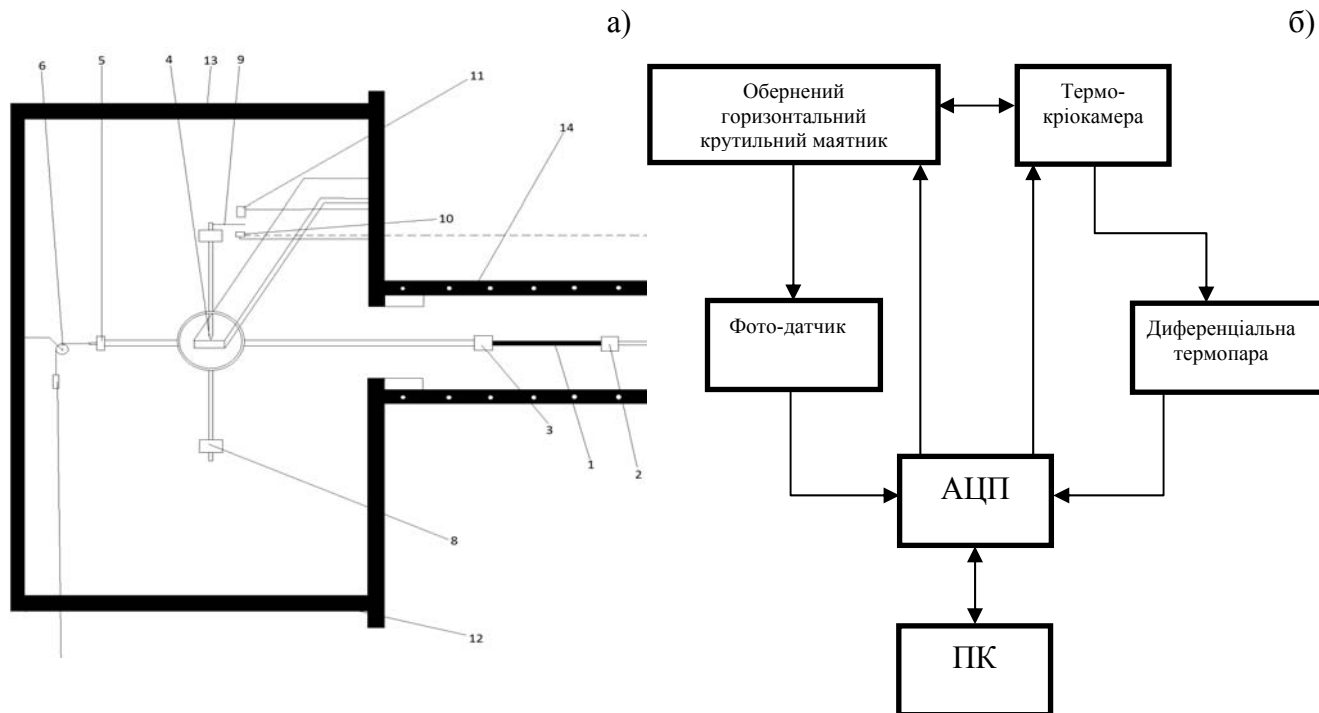 а)
б)
6
5
4
13
9
11
14
10
3
1
2
8
12
Обернений
горизонтальний
крутильний маятник
Термо-
кріокамера
Фото-датчик
Диференціальна
термопара
АЦП
ПК